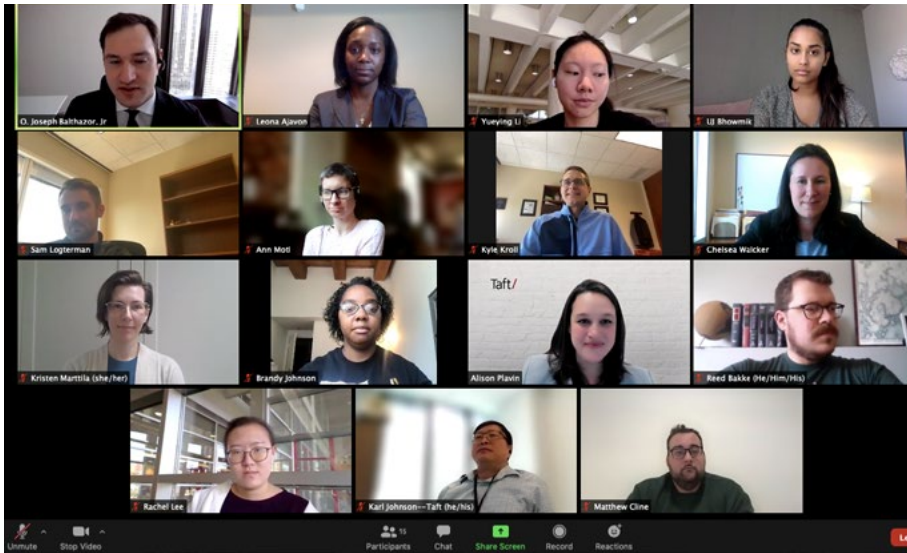 O. Joseph Balthazor, Jr
Leona Ajavon
Yueying Li
UJ Bhowmik
Sam Logterman
Ann Motl
Kyle Kroll
Chelsea Walcker
Taft/
Kristen Marttila (she/her)
Brandy Johnson
Alison Plavin
Reed Bakke (He/Him/His)
Rachel Lee
Karl Johnson--Taft (he/his)
Matthew Cline
15
Unmute
Stop Video
Participants
Chat
Share Screen
Record
Reactions
Le